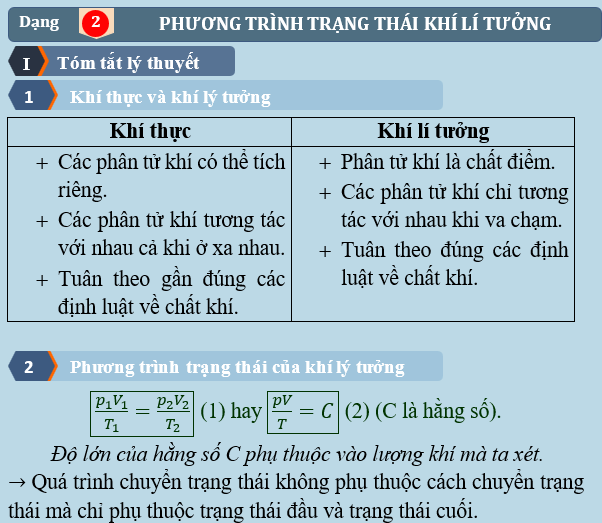 Dạng 2 PHƯƠNG TRÌNH TRẠNG THÁI KHÍ LÍ TƯỞNG
I Tóm tắt lý thuyết
1 Khí thực và khí lý tưởng
Khí thực
+ Các phân tử khí có thể tích
riêng.
+ Các phân tử khí tương tác
với nhau cả khi ở xa nhau.
+ Tuân theo gần đúng các
định luật về chất khí.
Khí lí tưởng
+ Phân tử khí là chất điểm.
+ Các phân tử khí chỉ tương
tác với nhau khi va chạm.
+ Tuân theo đúng các định
luật về chất khí.
2 Phương trình trạng thái của khí lý tưởng
p₁V₁/T₁ = p₂V₂/T₂ (1) hay pV/T = C (2) (C là hằng số).
Độ lớn của hằng số C phụ thuộc vào lượng khí mà ta xét.
→ Quá trình chuyển trạng thái không phụ thuộc cách chuyển trạng
thái mà chỉ phụ thuộc trạng thái đầu và trạng thái cuối.